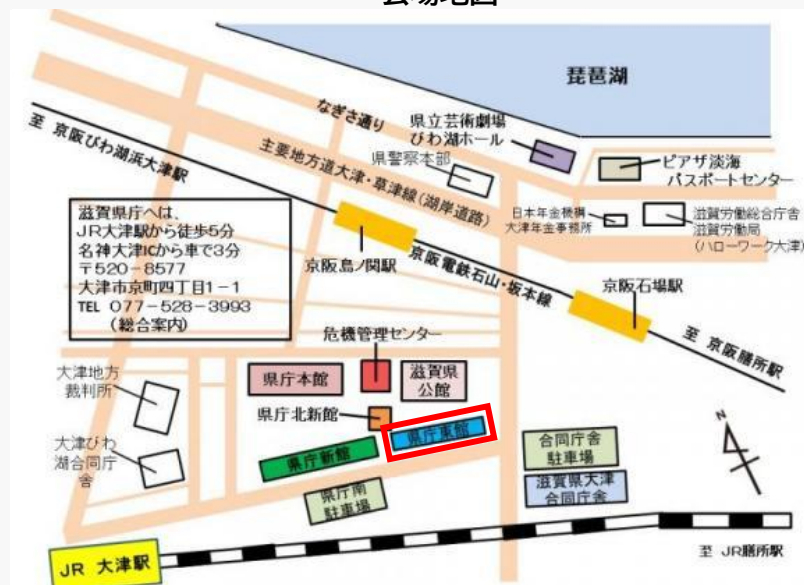 会場地図
琵琶湖
なぎさ通り
県立芸術劇場
びわ湖ホール
至 京阪びわ湖浜大津駅
主要地方道大津・草津線(湖岸道路)
県警察本部
ピアザ淡海
パスポートセンター
滋賀県庁へは、
JR大津駅から徒歩5分
名神大津ICから車で3分
〒520-8577
大津市京町四丁目1-1
TEL 077-528-3993
(総合案内)
日本年金機構
大津年金事務所
滋賀労働総合庁舎
滋賀労働局
(ハローワーク大津)
京阪島ノ関駅
京阪電鉄石山・坂本線
京阪石場駅
至 京阪膳所駅
危機管理センター
大津地方
裁判所
県庁本館
滋賀県
公館
県庁北新館
県庁東館
大津びわ
湖合同庁
舎
県庁新館
合同庁舎
駐車場
県庁南
駐車場
滋賀県大津
合同庁舎
N
JR 大津駅
至 JR膳所駅